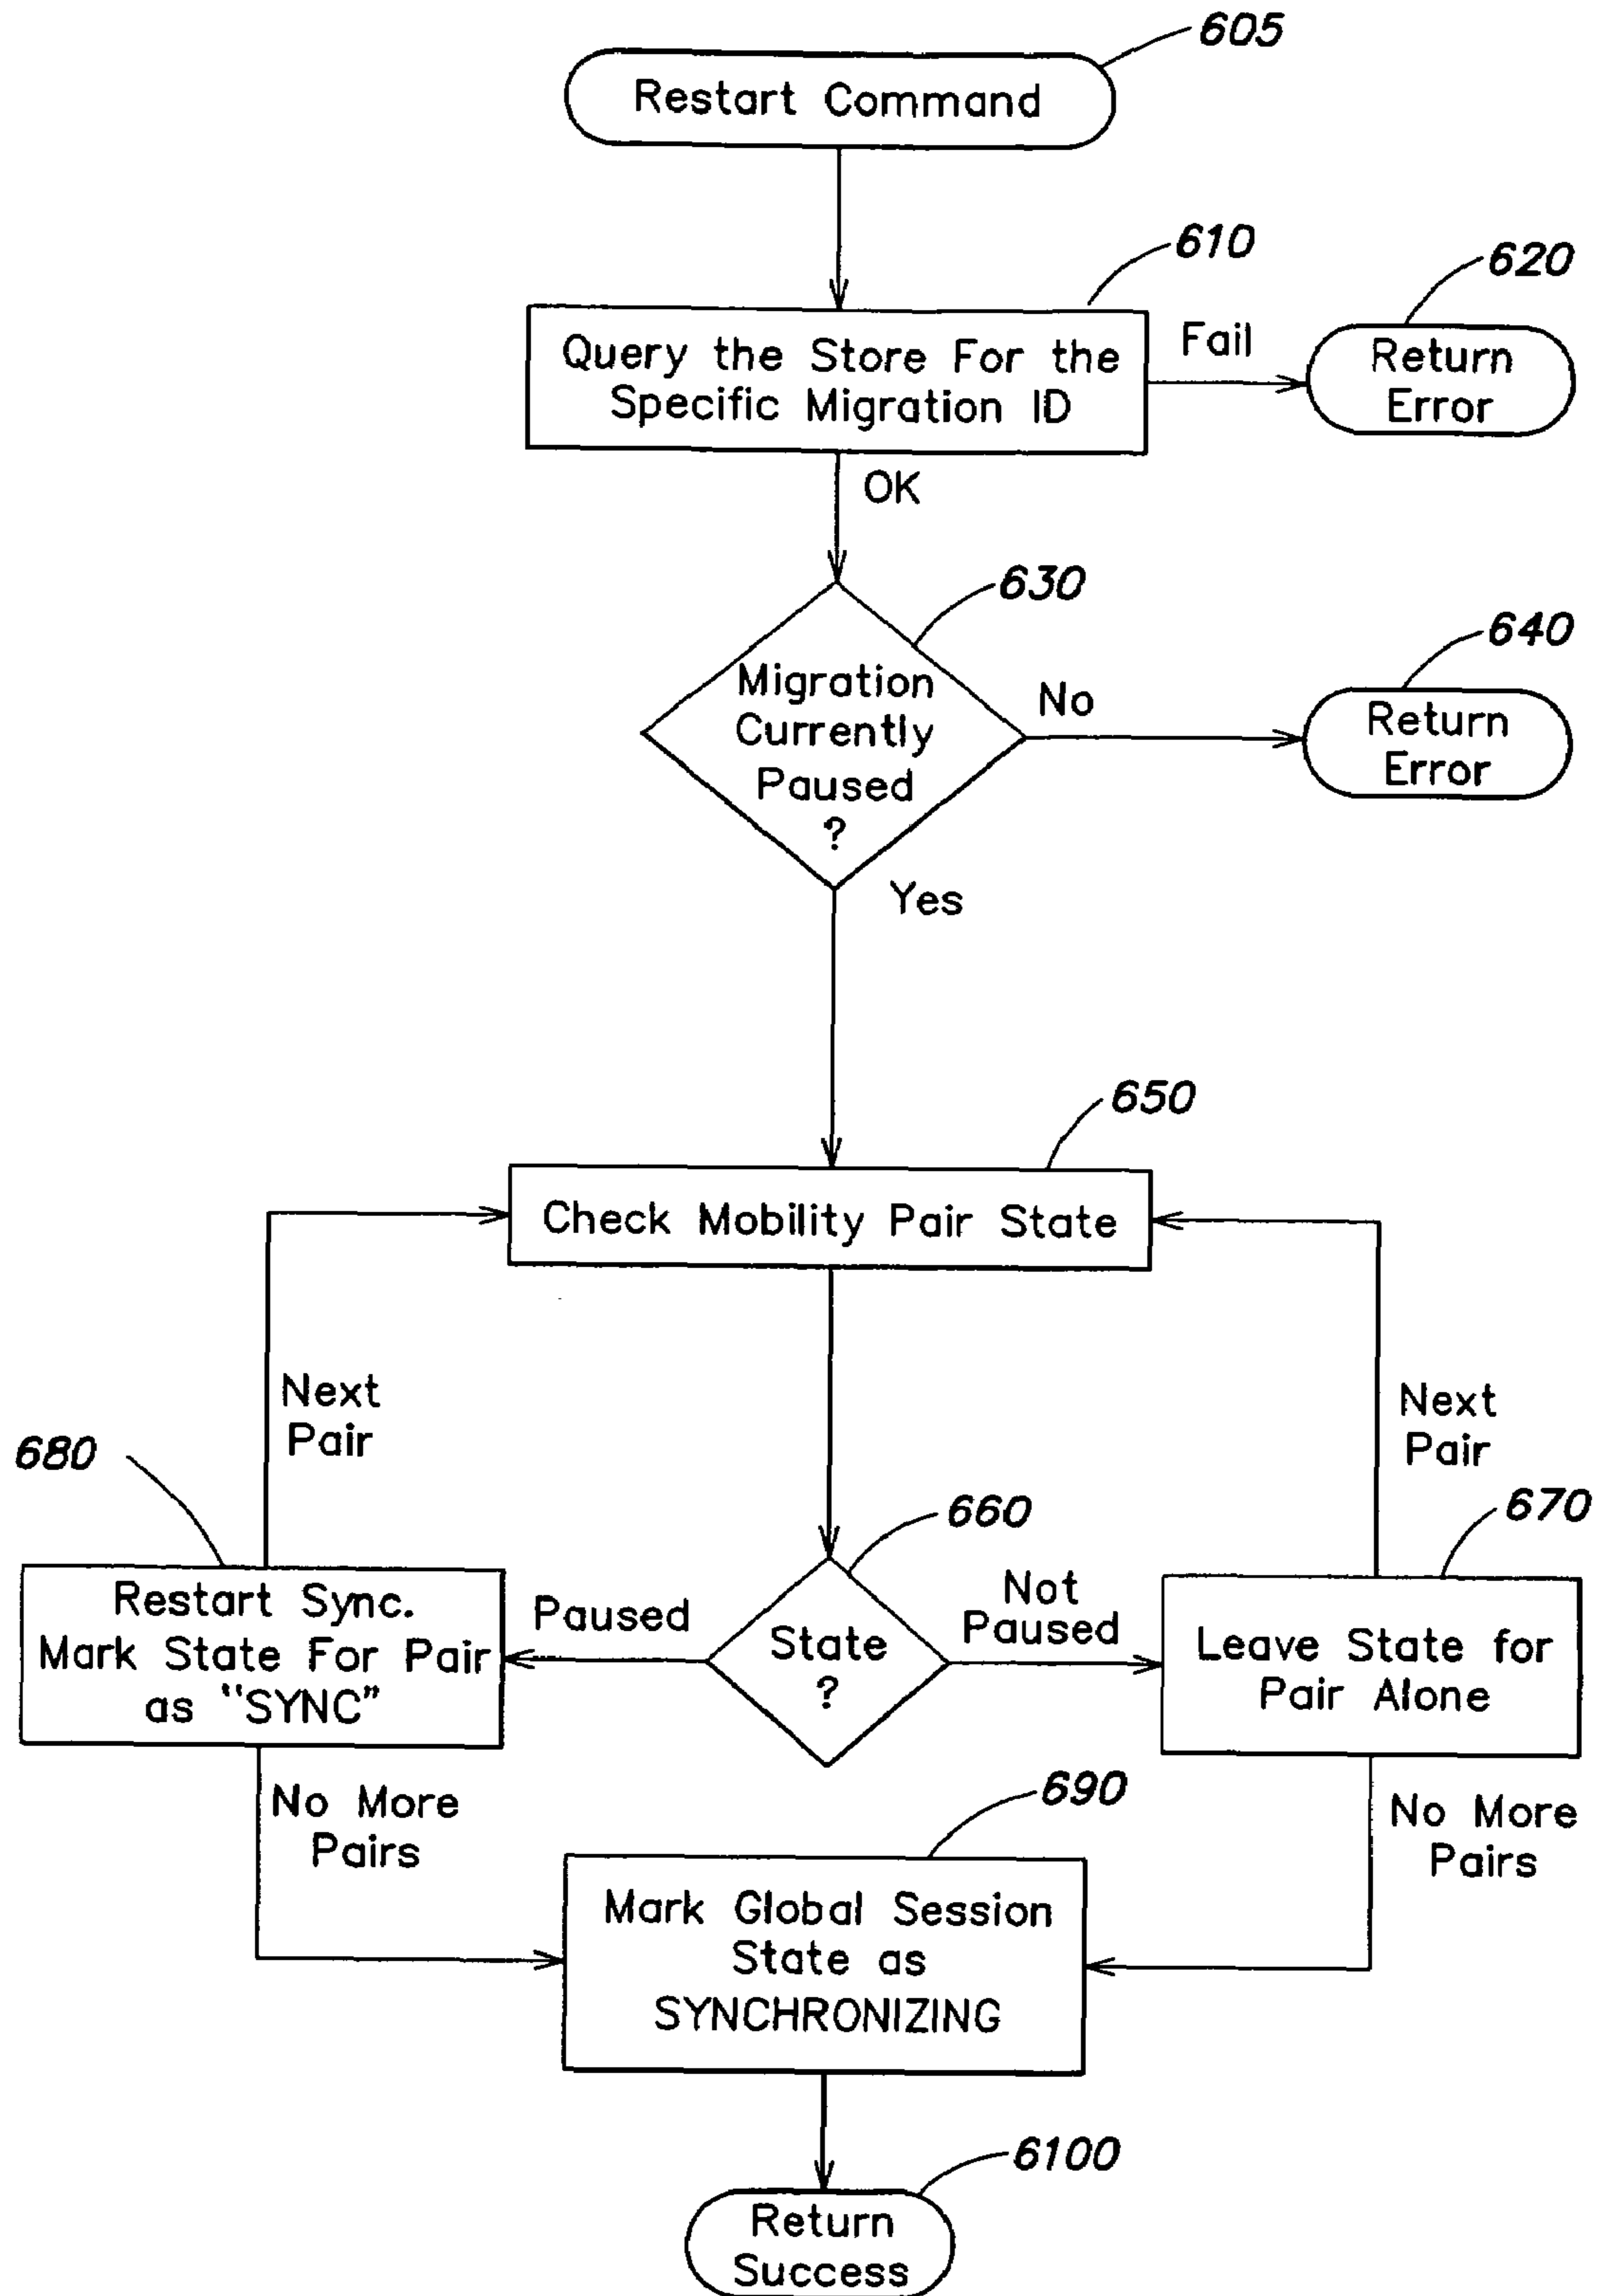 605
Restart Command
610
620
Query the Store For the
Specific Migration ID
Fail
Return
Error
OK
630
640
Migration
Currently
Paused
?
No
Return
Error
Yes
650
Check Mobility Pair State
Next
Pair
Next
Pair
680
660
670
Restart Sync.
Mark State For Pair
as "SYNC"
Paused
State
?
Not
Paused
Leave State for
Pair Alone
No More
Pairs
690
No More
Pairs
Mark Global Session
State as
SYNCHRONIZING
6100
Return
Success